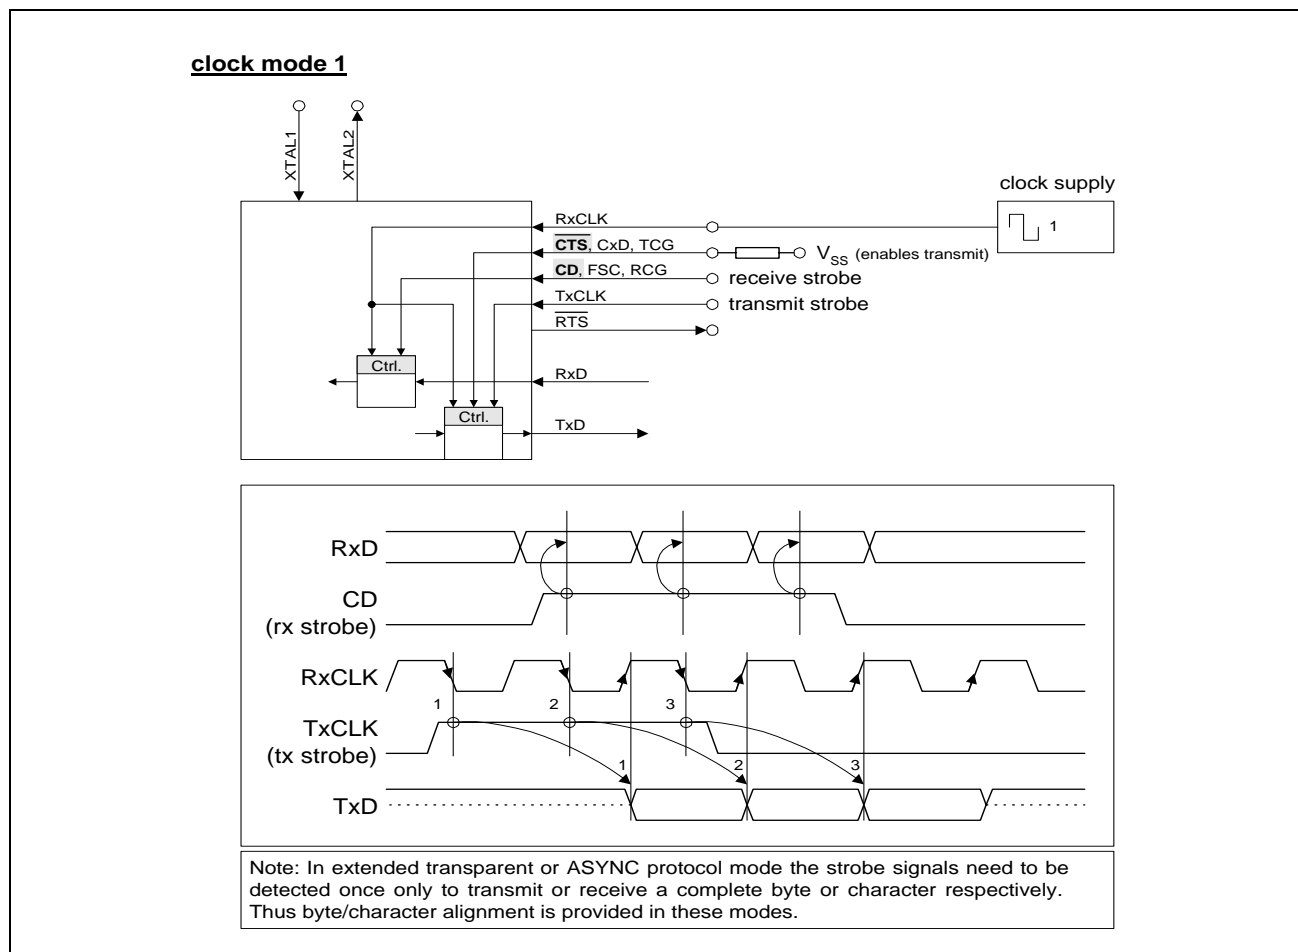 clock mode 1
XTAL1
XTAL2
clock supply
1
RxCLK
CTS, CxD, TCG
VSS (enables transmit)
CD, FSC, RCG
receive strobe
TxCLK
transmit strobe
RTS
Ctrl.
RxD
Ctrl.
TxD
RxD
CD
(rx strobe)
RxCLK
1 2 3
TxCLK
(tx strobe)
1 2 3
TxD
Note: In extended transparent or ASYNC protocol mode the strobe signals need to be
detected once only to transmit or receive a complete byte or character respectively.
Thus byte/character alignment is provided in these modes.